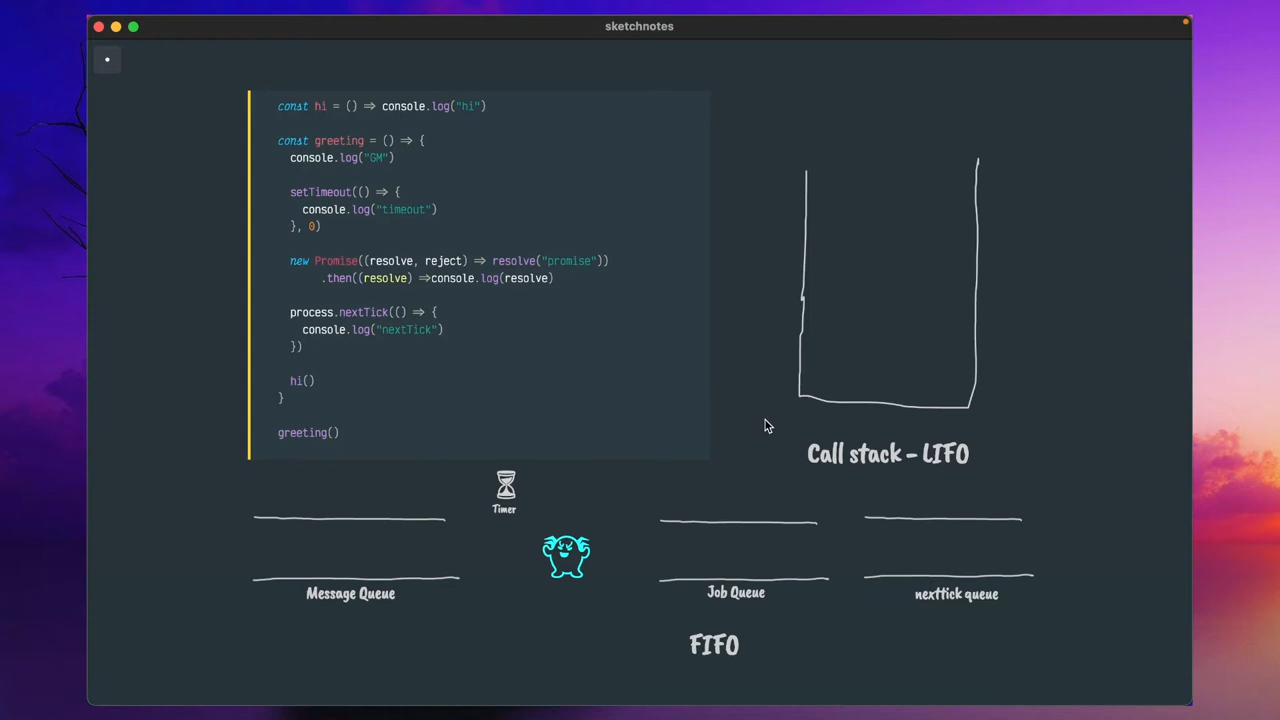 sketchnotes
const hi = () => console.log("hi")
const greeting = () => {
console.log("GM")
setTimeout(() => {
console.log("timeout")
}, 0)
new Promise((resolve, reject) => resolve("promise"))
.then((resolve) =>console.log(resolve)
process.nextTick(() => {
console.log("nextTick")
})
hi()
}
greeting()
Call stack - LIFO
Timer
Message Queue
Job Queue
nexttick queue
FIFO